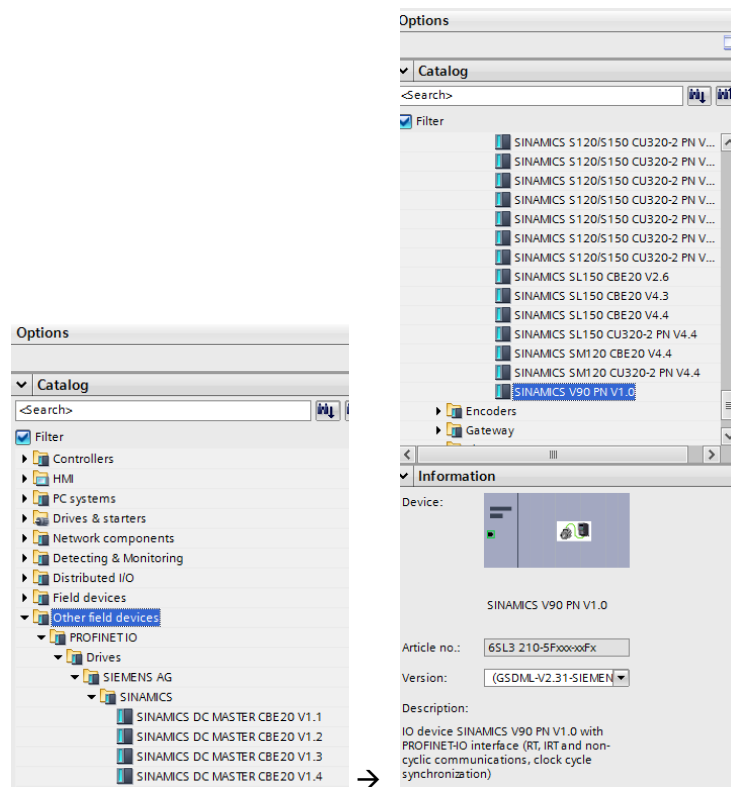 Options
Catalog
<Search>
Filter
Controllers
HMI
PC systems
Drives & starters
Network components
Detecting & Monitoring
Distributed I/O
Field devices
Other field devices
PROFINET IO
Drives
SIEMENS AG
SINAMICS
SINAMICS DC MASTER CBE20 V1.1
SINAMICS DC MASTER CBE20 V1.2
SINAMICS DC MASTER CBE20 V1.3
SINAMICS DC MASTER CBE20 V1.4
→
Options
Catalog
<Search>
Filter
SINAMICS S120/S150 CU320-2 PN V...
SINAMICS S120/S150 CU320-2 PN V...
SINAMICS S120/S150 CU320-2 PN V...
SINAMICS S120/S150 CU320-2 PN V...
SINAMICS S120/S150 CU320-2 PN V...
SINAMICS S120/S150 CU320-2 PN V...
SINAMICS S120/S150 CU320-2 PN V...
SINAMICS SL150 CBE20 V2.6
SINAMICS SL150 CBE20 V4.3
SINAMICS SL150 CBE20 V4.4
SINAMICS SL150 CU320-2 PN V4.4
SINAMICS SM120 CBE20 V4.4
SINAMICS SM120 CU320-2 PN V4.4
SINAMICS V90 PN V1.0
Encoders
Gateway
Information
Device:
SINAMICS V90 PN V1.0
Article no.: 6SL3 210-5Fxxx-xxFx
Version: (GSDML-V2.31-SIEMEN
Description:
IO device SINAMICS V90 PN V1.0 with
PROFINET-IO interface (RT, IRT and non-
cyclic communications, clock cycle
synchronization)